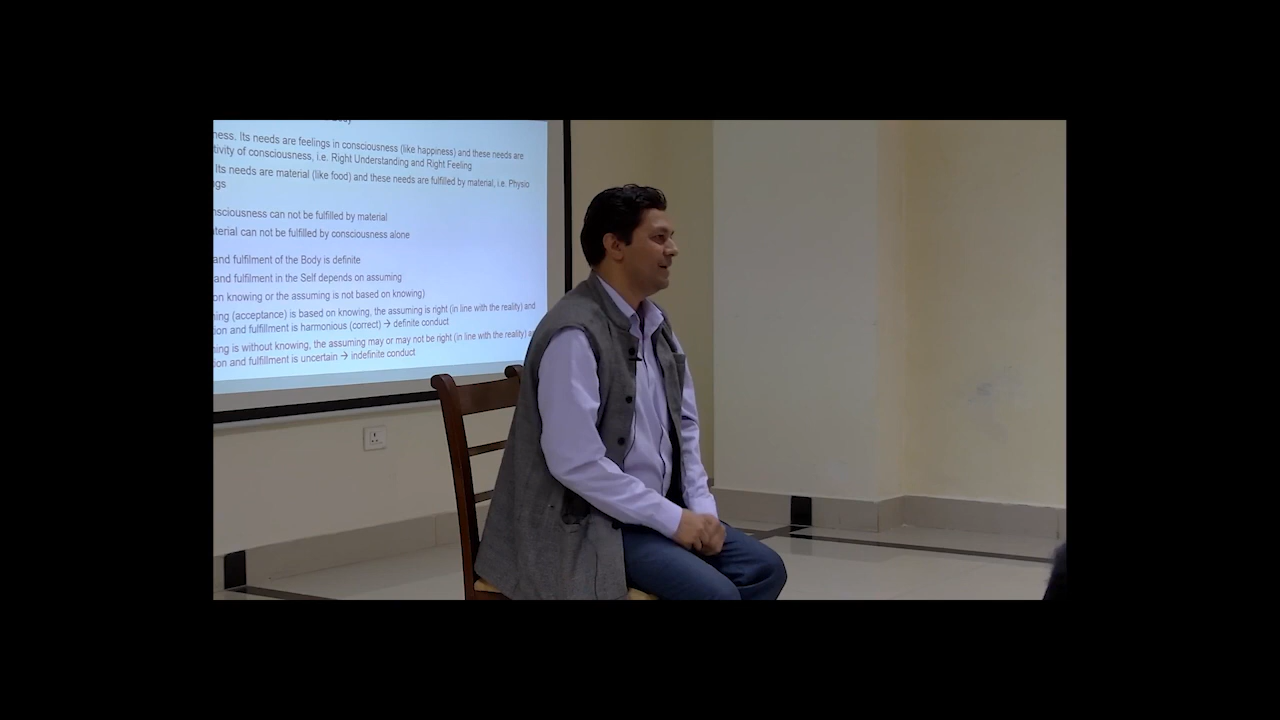 ness. Its needs are feelings in consciousness (like happiness) and these needs are
tivity of consciousness, i.e. Right Understanding and Right Feeling
Its needs are material (like food) and these needs are fulfilled by material, i.e. Physio
gs
nsciousness can not be fulfilled by material
aterial can not be fulfilled by consciousness alone
and fulfilment of the Body is definite
and fulfilment in the Self depends on assuming
on knowing or the assuming is not based on knowing)
ning (acceptance) is based on knowing, the assuming is right (in line with the reality) and
ion and fulfillment is harmonious (correct) → definite conduct
ning is without knowing, the assuming may or may not be right (in line with the reality)
ion and fulfillment is uncertain → indefinite conduct